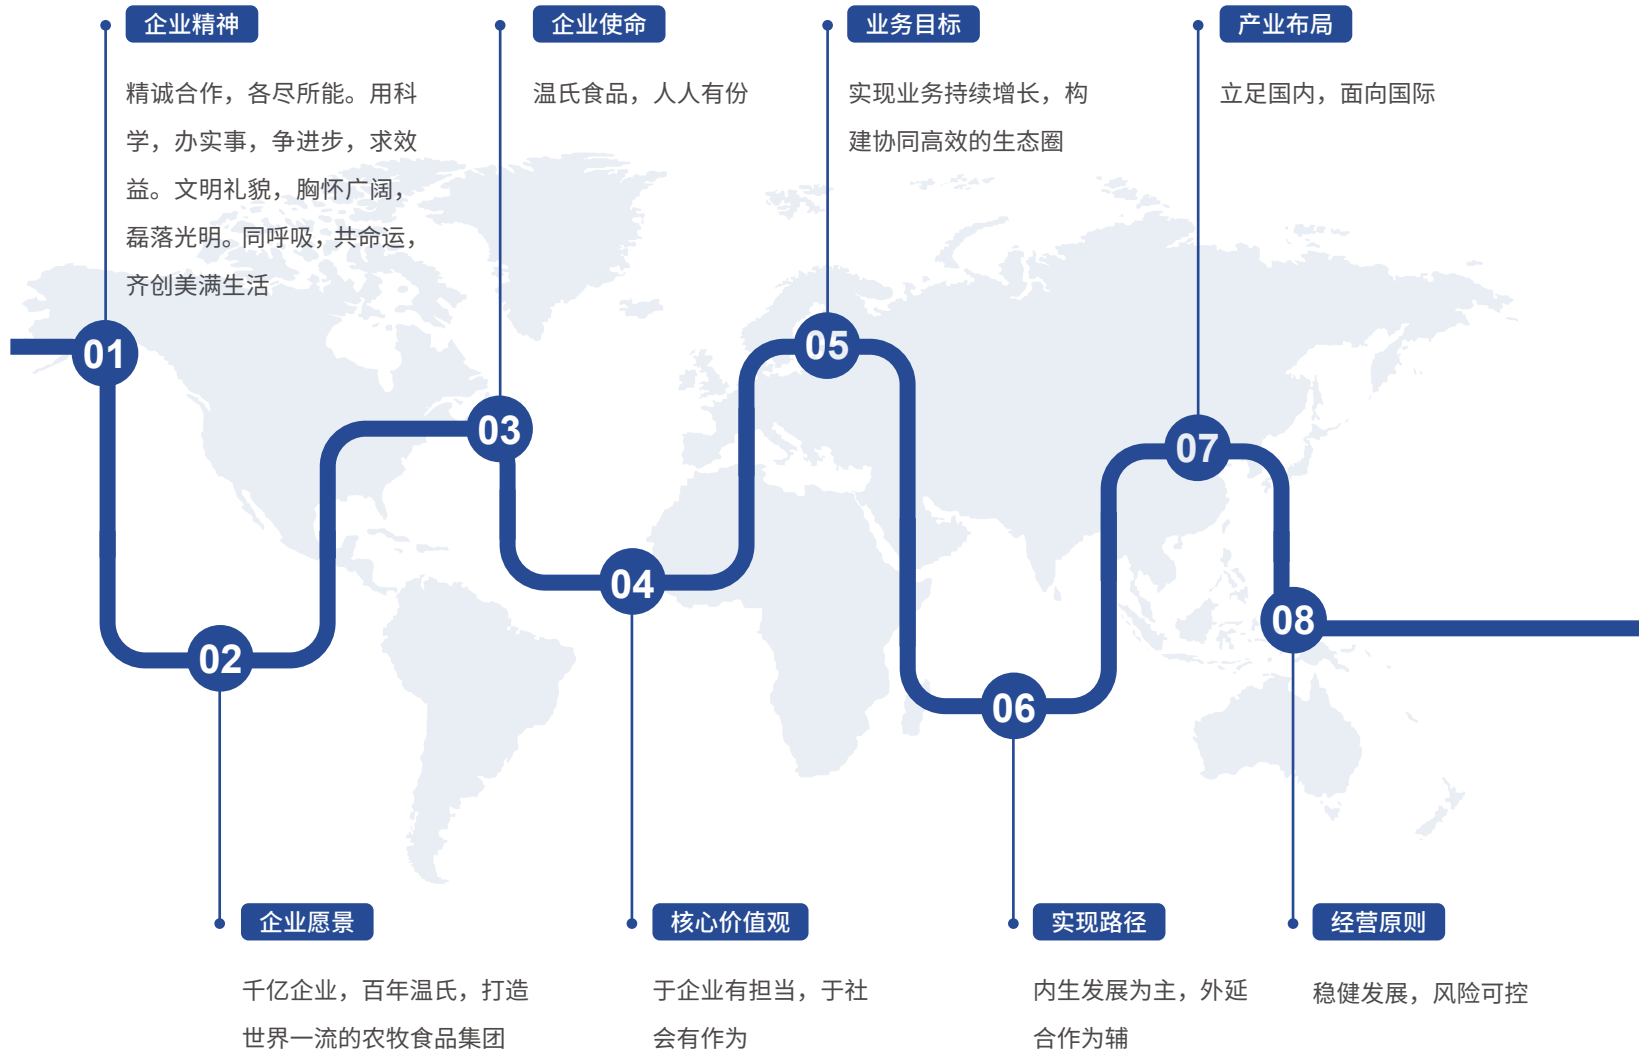 企业精神
精诚合作，各尽所能。用科
学，办实事，争进步，求效
益。文明礼貌，胸怀广阔，
磊落光明。同呼吸，共命运，
齐创美满生活
01
企业愿景
千亿企业，百年温氏，打造
世界一流的农牧食品集团
02
企业使命
温氏食品，人人有份
03
核心价值观
于企业有担当，于社
会有作为
04
业务目标
实现业务持续增长，构
建协同高效的生态圈
05
实现路径
内生发展为主，外延
合作为辅
06
产业布局
立足国内，面向国际
07
经营原则
稳健发展，风险可控
08